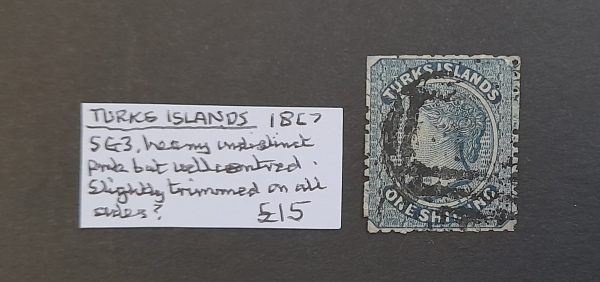 TURKS ISLANDS 1867
SG3, heavy indistinct
pmk but well centred.
Slightly trimmed on all
sides? £15
TURKS ISLANDS
ONE SHILLING